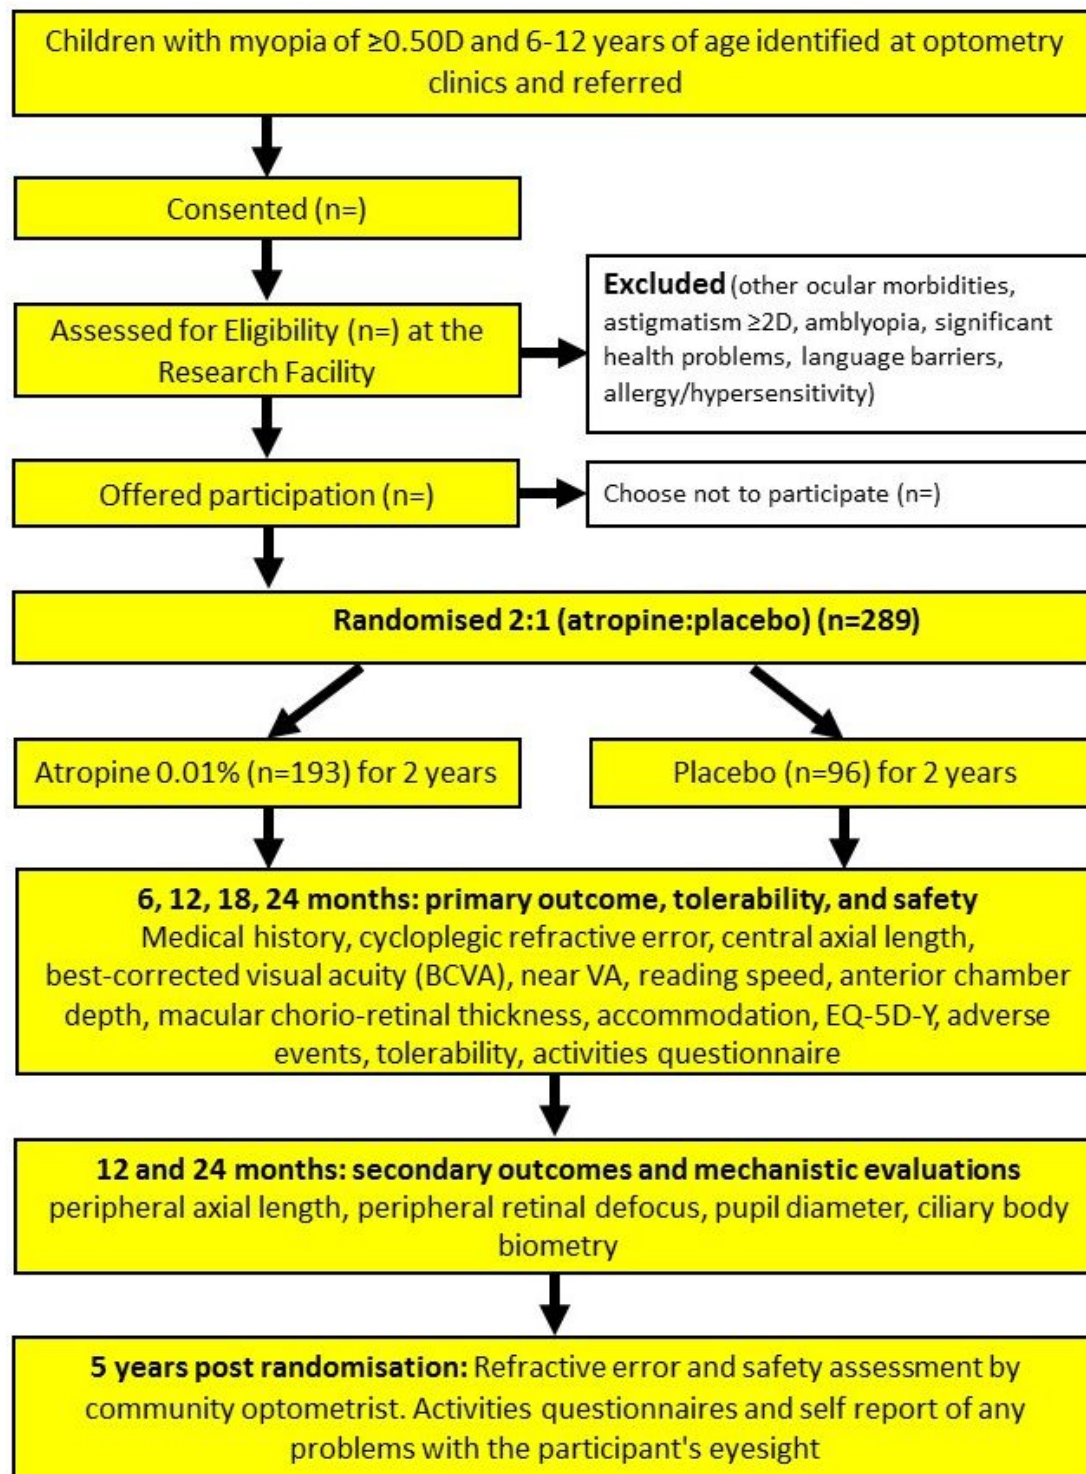 Children with myopia of ≥0.50D and 6-12 years of age identified at optometry
clinics and referred
Consented (n=)
Assessed for Eligibility (n=) at the
Research Facility
Excluded (other ocular morbidities,
astigmatism ≥2D, amblyopia, significant
health problems, language barriers,
allergy/hypersensitivity)
Offered participation (n=)
Choose not to participate (n=)
Randomised 2:1 (atropine:placebo) (n=289)
Atropine 0.01% (n=193) for 2 years
Placebo (n=96) for 2 years
6, 12, 18, 24 months: primary outcome, tolerability, and safety
Medical history, cycloplegic refractive error, central axial length,
best-corrected visual acuity (BCVA), near VA, reading speed, anterior chamber
depth, macular chorio-retinal thickness, accommodation, EQ-5D-Y, adverse
events, tolerability, activities questionnaire
12 and 24 months: secondary outcomes and mechanistic evaluations
peripheral axial length, peripheral retinal defocus, pupil diameter, ciliary body
biometry
5 years post randomisation: Refractive error and safety assessment by
community optometrist. Activities questionnaires and self report of any
problems with the participant's eyesight